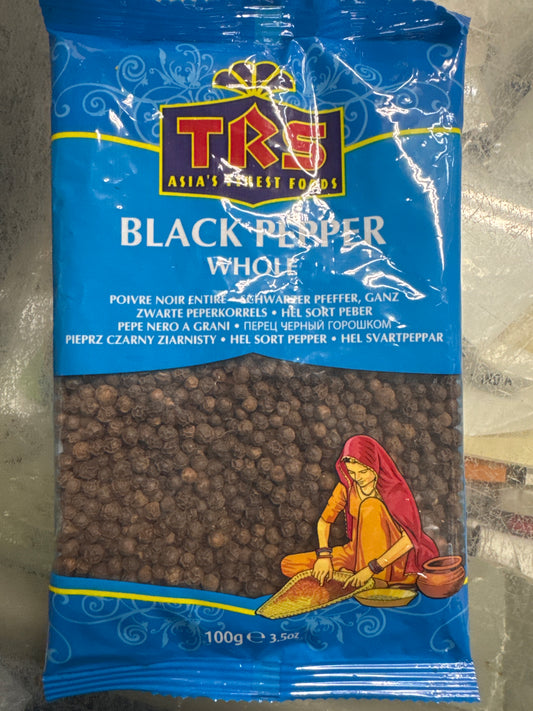 TRS
ASIA'S FINEST FOODS
BLACK PEPPER
WHOLE
POIVRE NOIR ENTIRE • SCHWARZER PFEFFER, GANZ
ZWARTE PEPERKORRELS • HEL SORT PEBER
PEPE NERO A GRANI • ПЕРЕЦ ЧЕРНЫЙ ГОРОШКОМ
PIEPRZ CZARNY ZIARNISTY • HEL SORT PEPPER • HEL SVARTPEPPAR
100g ℮ 3.5oz